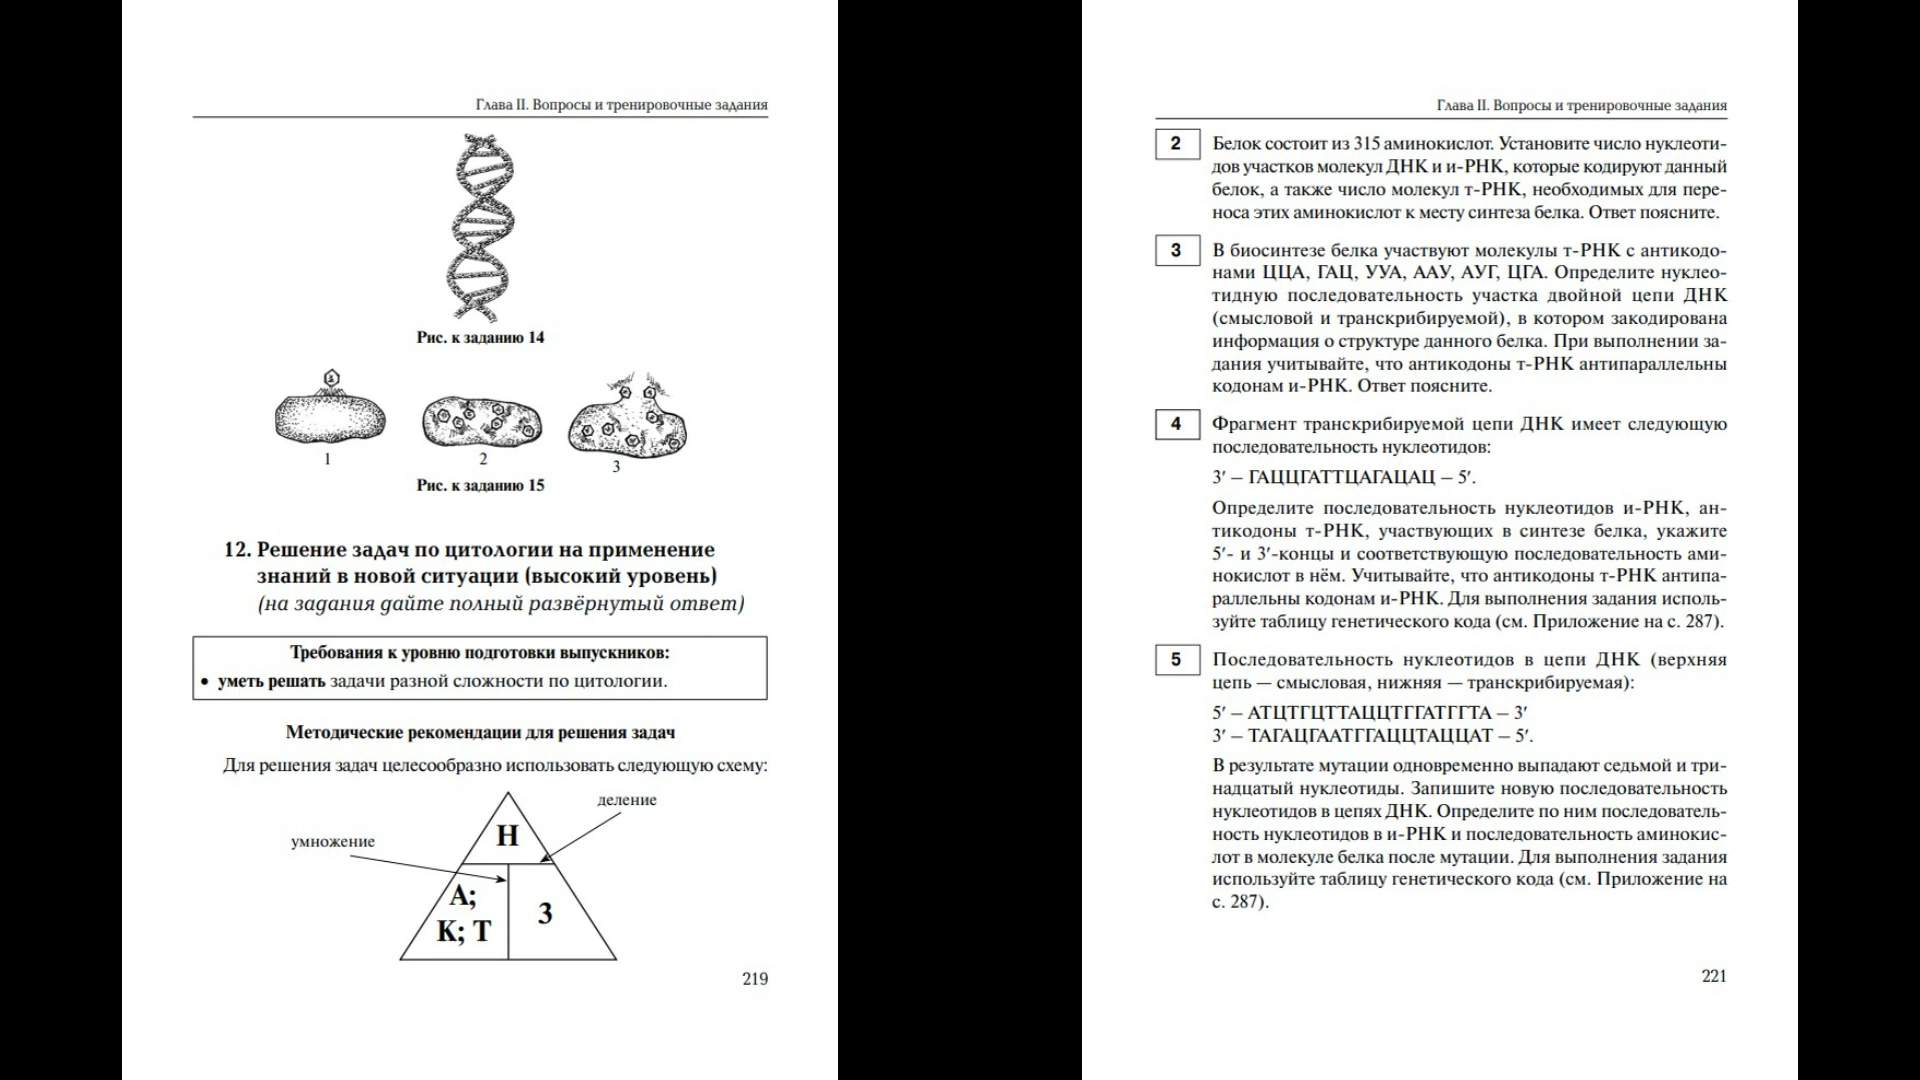 Глава II. Вопросы и тренировочные задания
Рис. к заданию 14
1
2
3
Рис. к заданию 15
12. Решение задач по цитологии на применение
знаний в новой ситуации (высокий уровень)
(на задания дайте полный развёрнутый ответ)
Требования к уровню подготовки выпускников:
• уметь решать задачи разной сложности по цитологии.
Методические рекомендации для решения задач
Для решения задач целесообразно использовать следующую схему:
деление
умножение
Н
А;
К; Т
3
219
Глава II. Вопросы и тренировочные задания
2 Белок состоит из 315 аминокислот. Установите число нуклеоти-
дов участков молекул ДНК и и-РНК, которые кодируют данный
белок, а также число молекул т-РНК, необходимых для пере-
носа этих аминокислот к месту синтеза белка. Ответ поясните.
3 В биосинтезе белка участвуют молекулы т-РНК с антикодо-
нами ЦЦА, ГАЦ, УУА, ААУ, АУГ, ЦГА. Определите нуклео-
тидную последовательность участка двойной цепи ДНК
(смысловой и транскрибируемой), в котором закодирована
информация о структуре данного белка. При выполнении за-
дания учитывайте, что антикодоны т-РНК антипараллельны
кодонам и-РНК. Ответ поясните.
4 Фрагмент транскрибируемой цепи ДНК имеет следующую
последовательность нуклеотидов:
3′ – ГАЦЦГАТТЦАГАЦАЦ – 5′.
Определите последовательность нуклеотидов и-РНК, ан-
тикодоны т-РНК, участвующих в синтезе белка, укажите
5′- и 3′-концы и соответствующую последовательность ами-
нокислот в нём. Учитывайте, что антикодоны т-РНК антипа-
раллельны кодонам и-РНК. Для выполнения задания исполь-
зуйте таблицу генетического кода (см. Приложение на с. 287).
5 Последовательность нуклеотидов в цепи ДНК (верхняя
цепь — смысловая, нижняя — транскрибируемая):
5′ – АТЦТГЦТТАЦЦТГГАТГГТА – 3′
3′ – ТАГАЦГААТГГАЦЦТАЦЦАТ – 5′.
В результате мутации одновременно выпадают седьмой и три-
надцатый нуклеотиды. Запишите новую последовательность
нуклеотидов в цепях ДНК. Определите по ним последователь-
ность нуклеотидов в и-РНК и последовательность аминокис-
лот в молекуле белка после мутации. Для выполнения задания
используйте таблицу генетического кода (см. Приложение на
с. 287).
221